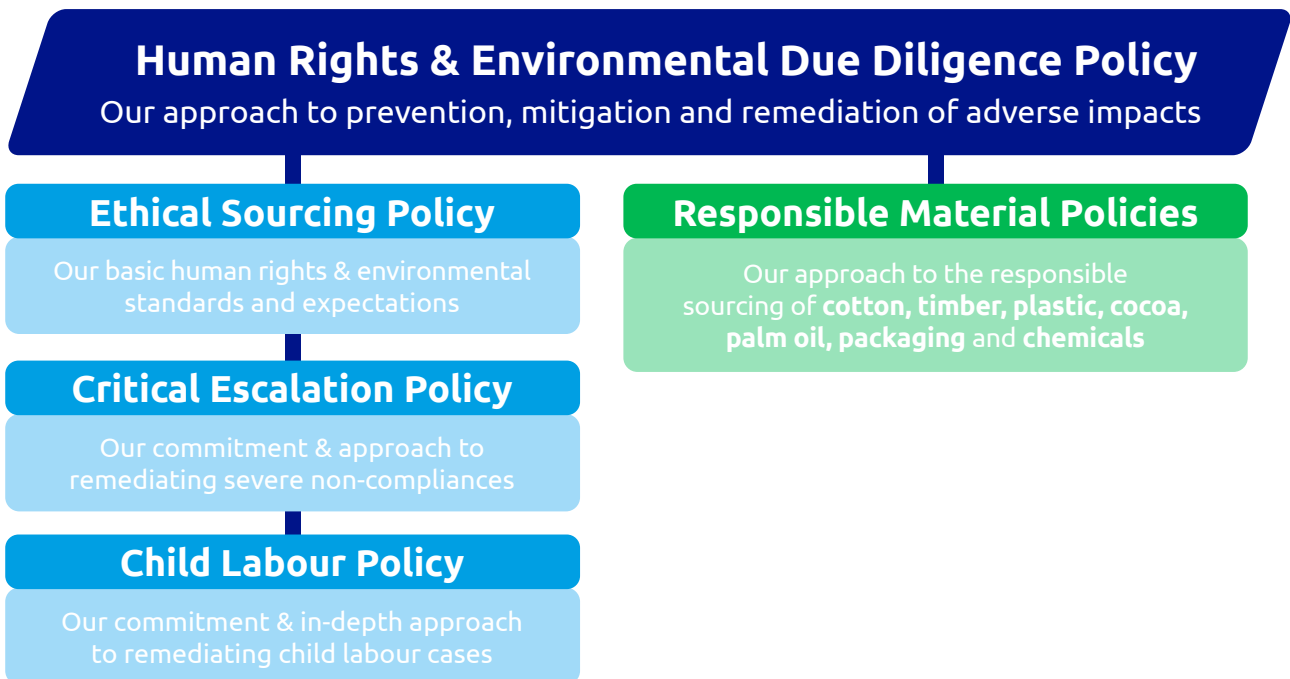 Human Rights & Environmental Due Diligence Policy
Our approach to prevention, mitigation and remediation of adverse impacts
Ethical Sourcing Policy
Our basic human rights & environmental
standards and expectations
Critical Escalation Policy
Our commitment & approach to
remediating severe non-compliances
Child Labour Policy
Our commitment & in-depth approach
to remediating child labour cases
Responsible Material Policies
Our approach to the responsible
sourcing of cotton, timber, plastic, cocoa,
palm oil, packaging and chemicals